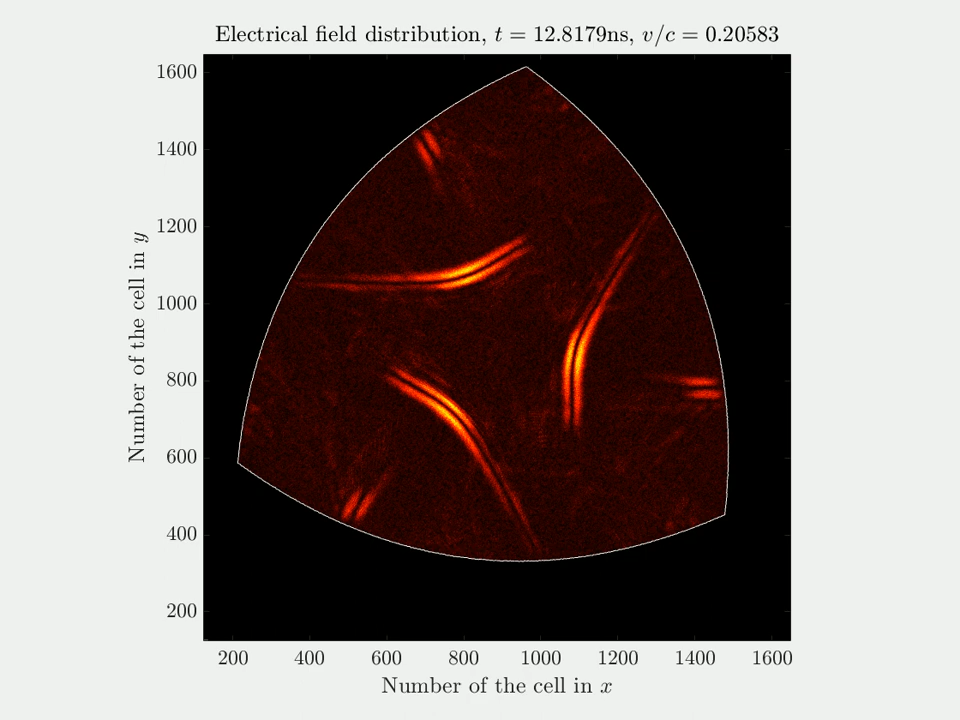 Electrical field distribution, t = 12.8179ns, v/c = 0.20583
1600
1400
1200
1000
800
600
400
200
Number of the cell in y
200 400 600 800 1000 1200 1400 1600
Number of the cell in x